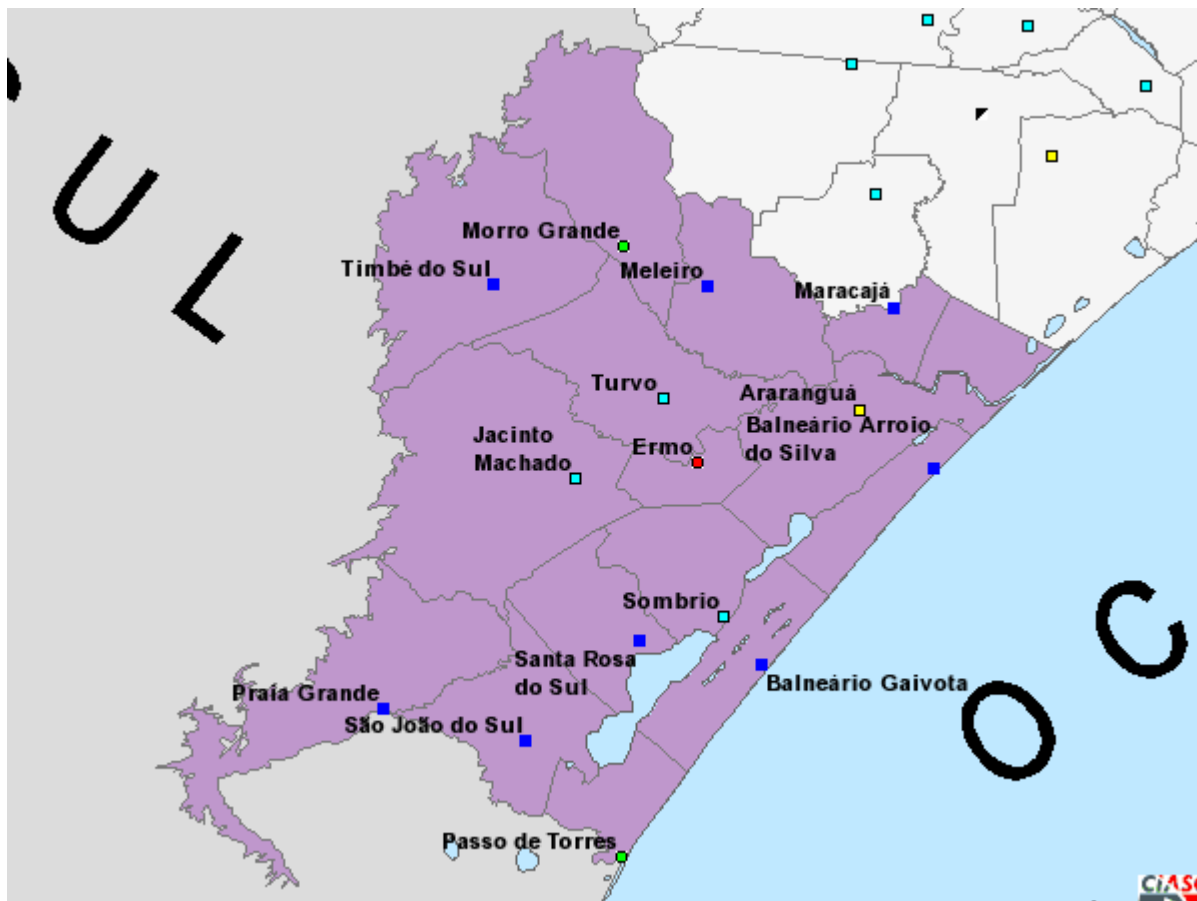 SUL
Morro Grande
Timbé do Sul
Meleiro
Maracajá
Turvo
Araranguá
Balneário Arroio
do Silva
Jacinto
Machado
Ermo
Sombrio
Santa Rosa
do Sul
Balneário Gaivota
Praia Grande
São João do Sul
Passo de Torres
OC
CiASC